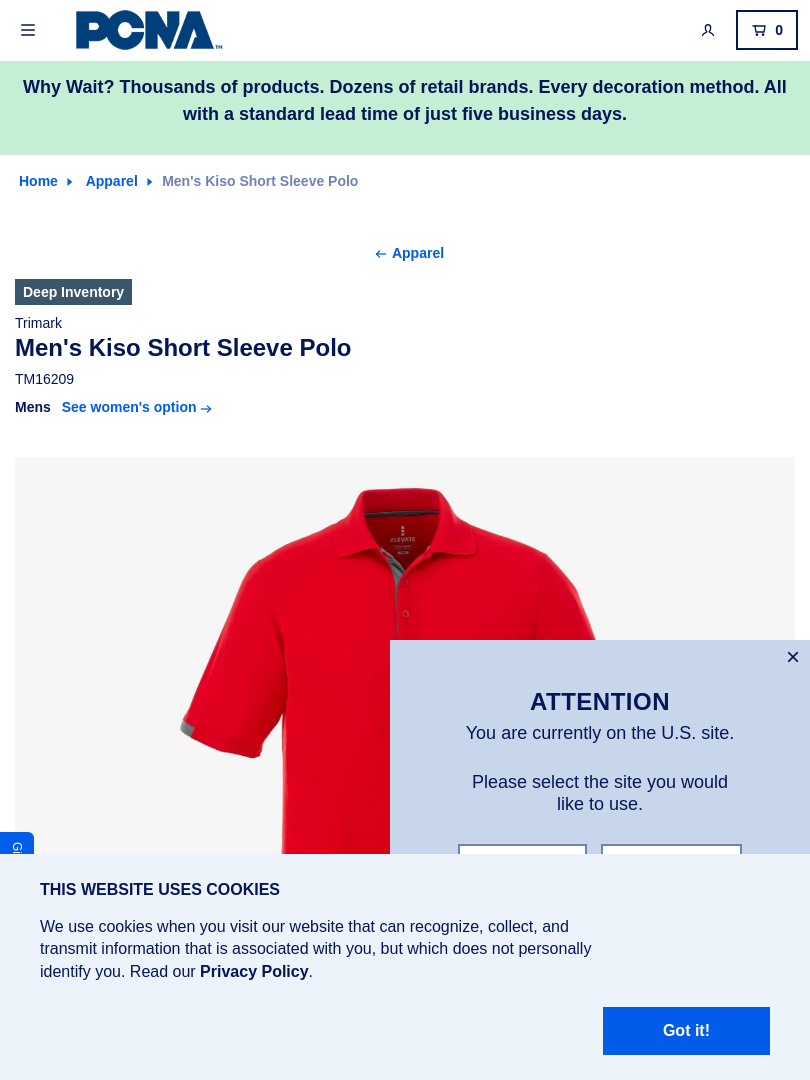 PCNA™
0
Why Wait? Thousands of products. Dozens of retail brands. Every decoration method. All
with a standard lead time of just five business days.
Home
Apparel
Men's Kiso Short Sleeve Polo
Apparel
Deep Inventory
Trimark
Men's Kiso Short Sleeve Polo
TM16209
Mens See women's option
ELEVATE
ATTENTION
You are currently on the U.S. site.
Please select the site you would
like to use.
THIS WEBSITE USES COOKIES
We use cookies when you visit our website that can recognize, collect, and
transmit information that is associated with you, but which does not personally
identify you. Read our Privacy Policy.
Got it!